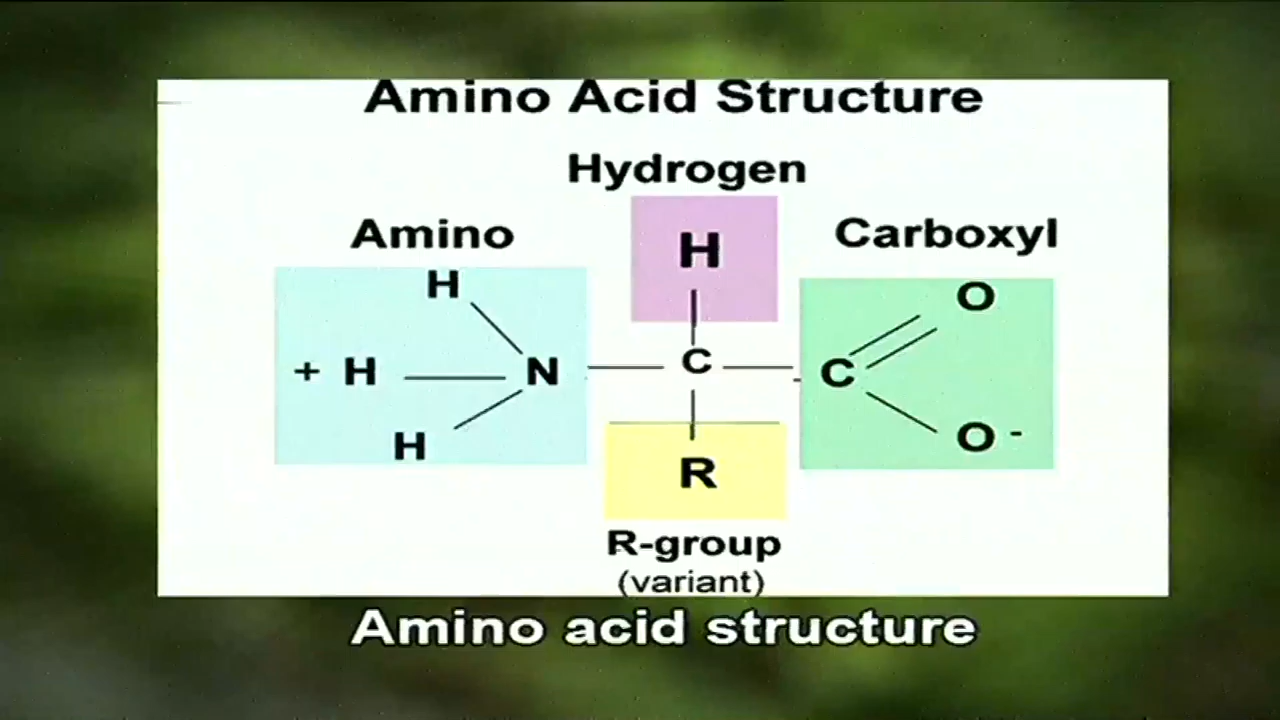 Amino Acid Structure
Hydrogen
Amino
Carboxyl
H
H
O
+ H
N
C
C
H
O -
R
R-group
(variant)
Amino acid structure